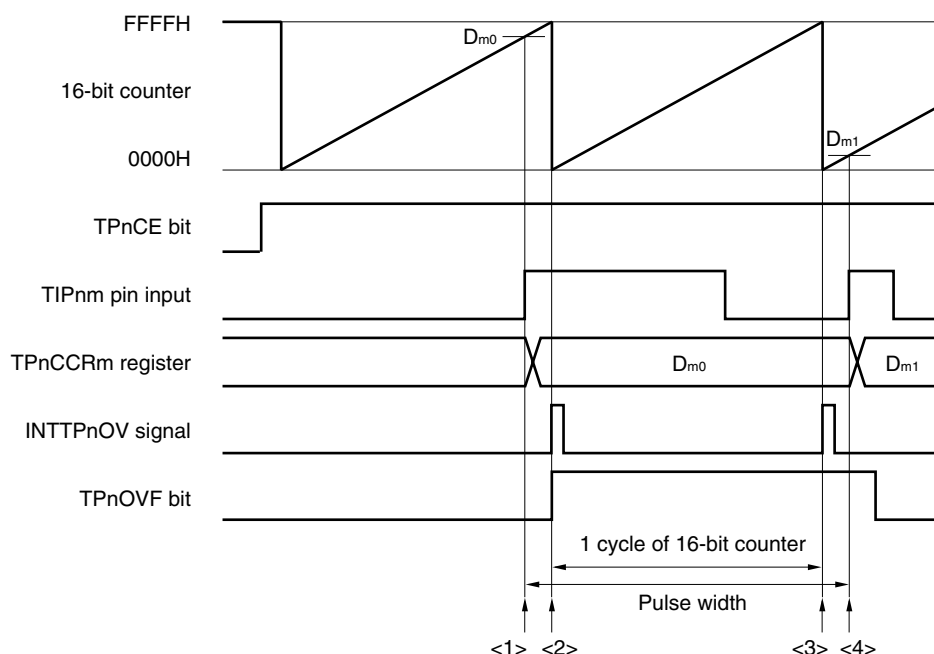 FFFFH
Dm0
16-bit counter
0000H
Dm1
TPnCE bit
TIPnm pin input
TPnCCRm register
Dm0
Dm1
INTTPnOV signal
TPnOVF bit
1 cycle of 16-bit counter
Pulse width
<1> <2> <3> <4>